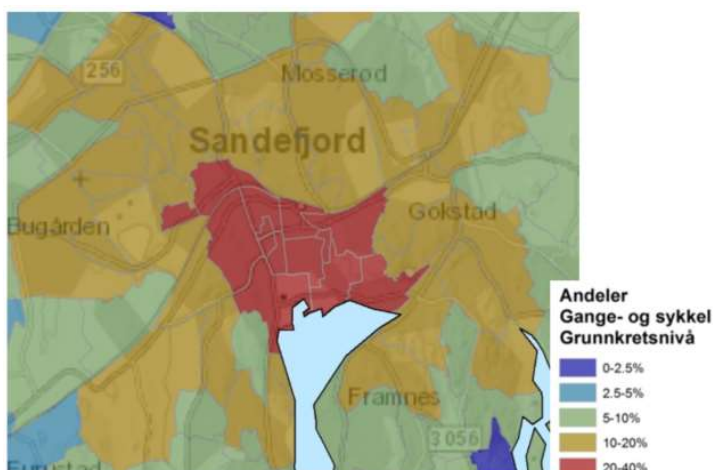 256
Mosserød
Sandefjord
Bugården
Gokstad
Framnes
3 056
Andeler
Gange- og sykkel
Grunnkretsnivå
0-2.5%
2.5-5%
5-10%
10-20%
20-40%